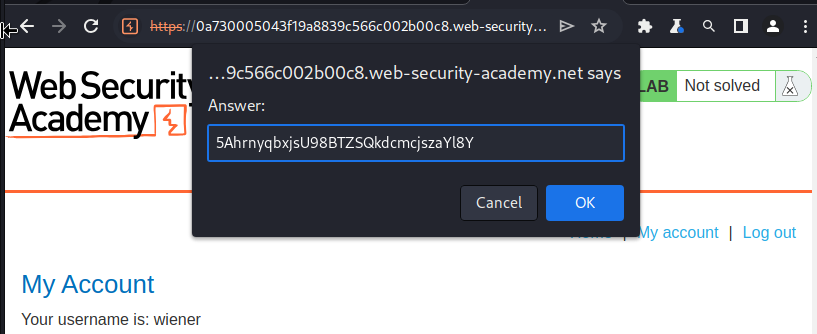 https://0a730005043f19a8839c566c002b00c8.web-security...
Web Security
Academy
...9c566c002b00c8.web-security-academy.net says
Answer:
5AhrnyqbxjsU98BTZSQkdcmcjszaYl8Y
Cancel
OK
LAB
Not solved
Home | My account | Log out
My Account
Your username is: wiener